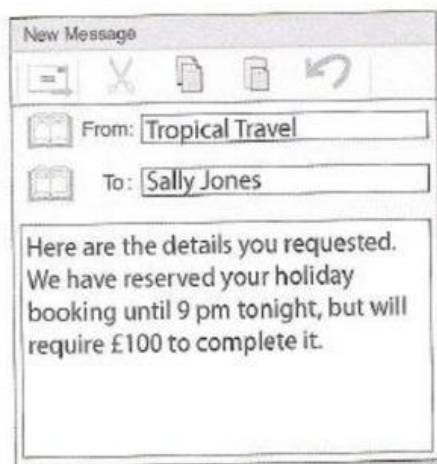 New Message
From: Tropical Travel
To: Sally Jones
Here are the details you requested.
We have reserved your holiday
booking until 9 pm tonight, but will
require £100 to complete it.